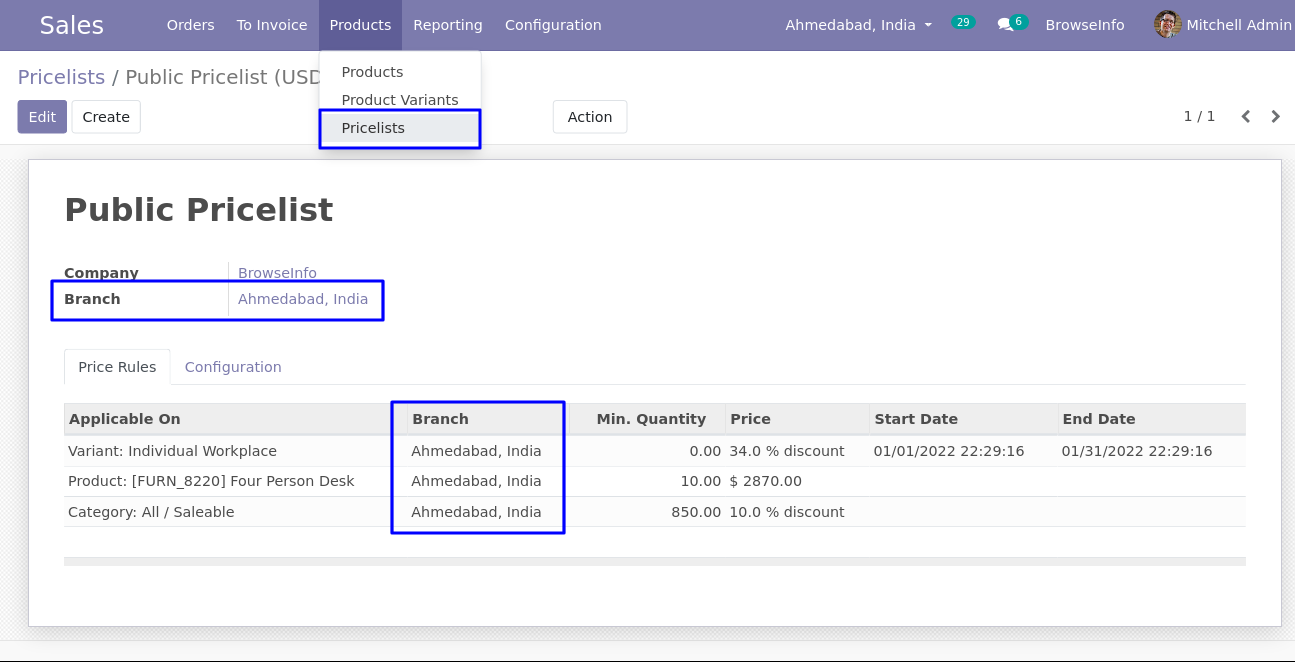 Sales Orders To Invoice Products Reporting Configuration Ahmedabad, India 29 6 BrowseInfo Mitchell Admin
Pricelists / Public Pricelist (USD
Products
Product Variants
Pricelists
Edit Create Action 1 / 1
Public Pricelist
Company BrowseInfo
Branch Ahmedabad, India
Price Rules Configuration
Applicable On Branch Min. Quantity Price Start Date End Date
Variant: Individual Workplace Ahmedabad, India 0.00 34.0 % discount 01/01/2022 22:29:16 01/31/2022 22:29:16
Product: [FURN_8220] Four Person Desk Ahmedabad, India 10.00 $ 2870.00
Category: All / Saleable Ahmedabad, India 850.00 10.0 % discount